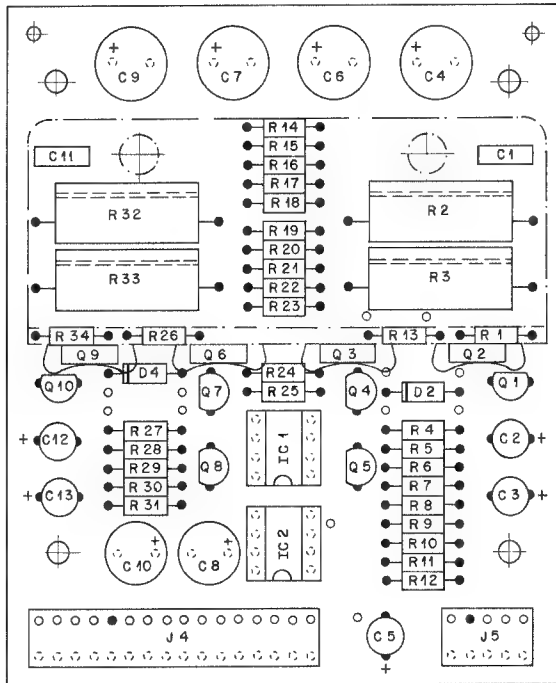 + + + +
C9 C7 C6 C4
R14
C11 R15 C1
R16
R17
R18
R32 R2
R19
R20
R33 R21 R3
R22
R23
R34 R26 R13 R1
Q9 Q6 Q3 Q2
Q10 D4 Q7 R24 Q4 D2 Q1
R25
C12 + R27 IC1 R4 C2 +
R28 R5
R29 Q8 Q5 R6
C13 + R30 R7 C3 +
R31 R8
R9
+ + IC2 R10
C10 C8 R11
R12
J4 C5 J5
+